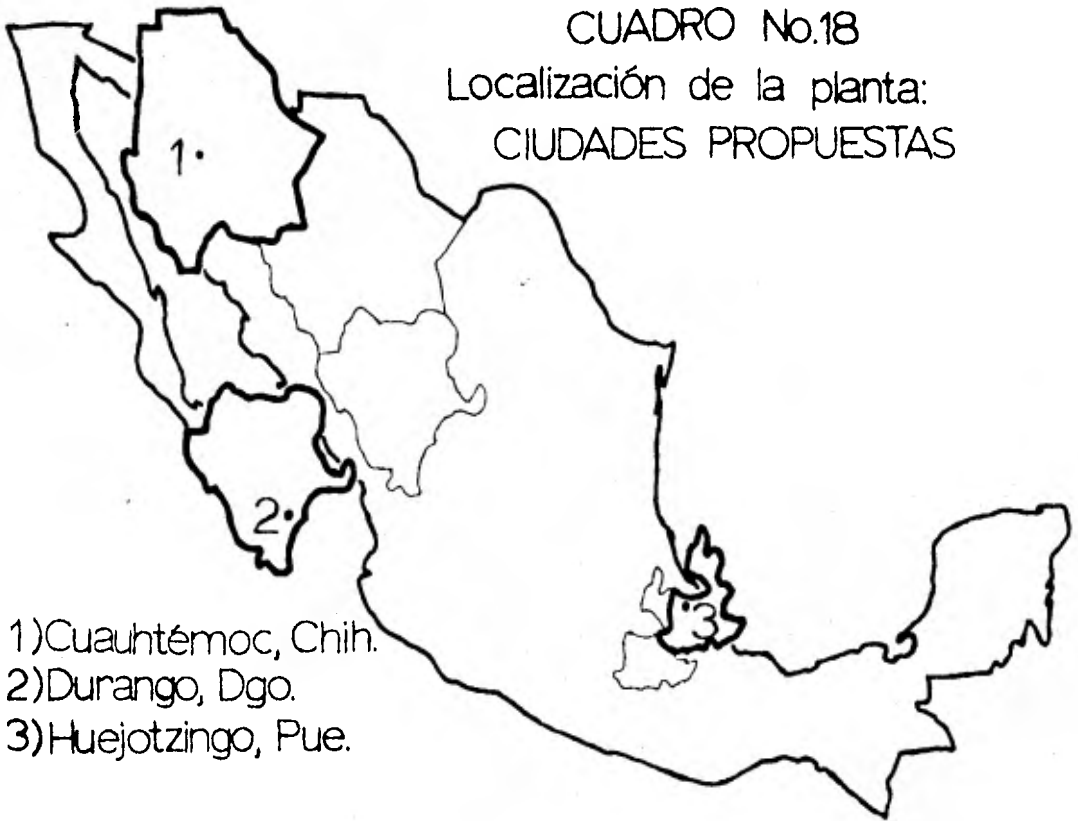 CUADRO No.18
Localización de la planta:
CIUDADES PROPUESTAS
1.
2.
3
1)Cuauhtémoc, Chih.
2)Durango, Dgo.
3)Huejotzingo, Pue.